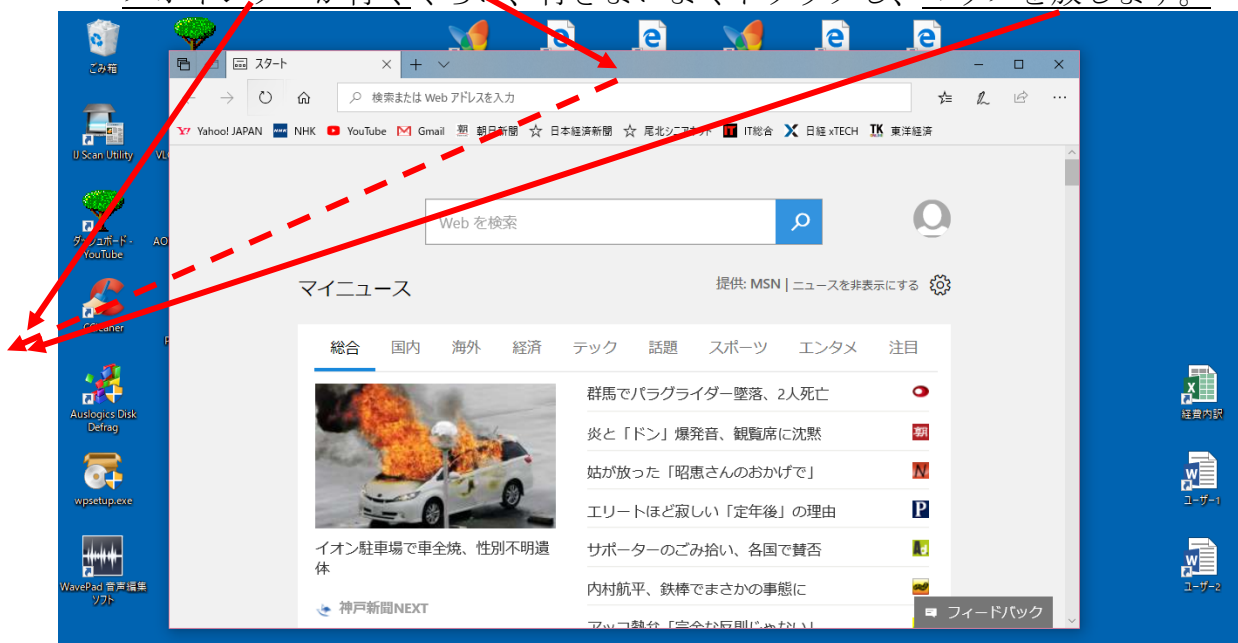 ドラッグし、
を放します。
ごみ箱
スタート
検索または Web アドレスを入力
Yahoo! JAPAN NHK YouTube Gmail 朝日新聞 日本経済新聞 IT総合 日経 xTECH 東洋経済
U Scan Utility
Web を検索
ダッシュボード - YouTube
マイニュース
提供: MSN | ニュースを非表示にする
CCleaner
総合 国内 海外 経済 テック 話題 スポーツ エンタメ 注目
群馬でパラグライダー墜落、2人死亡
炎と「ドン」爆発音、観覧席に沈黙
姑が放った「昭恵さんのおかげで」
エリートほど寂しい「定年後」の理由
サポーターのごみ拾い、各国で賛否
内村航平、鉄棒でまさかの事態に
イオン駐車場で車全焼、性別不明遺
体
神戸新聞NEXT
フィードバック
Auslogics Disk
Defrag
wpsetup.exe
WavePad 音声編集
ソフト
経費内訳
ユーザー1
ユーザー2